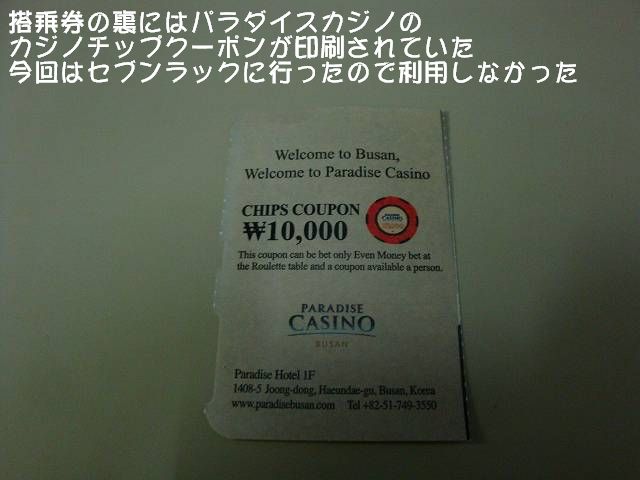 搭乗券の裏にはパラダイスカジノの
カジノチップクーポンが印刷されていた
今回はセブンラックに行ったので利用しなかった
Welcome to Busan,
Welcome to Paradise Casino
CHIPS COUPON
₩10,000
CASINO
This coupon can be bet only Even Money bet at
the Roulette table and a coupon available a person.
PARADISE
CASINO
BUSAN
Paradise Hotel 1F
1408-5 Joong-dong, Haeundae-gu, Busan, Korea
www.paradisebusan.com Tel +82-51-749-3550